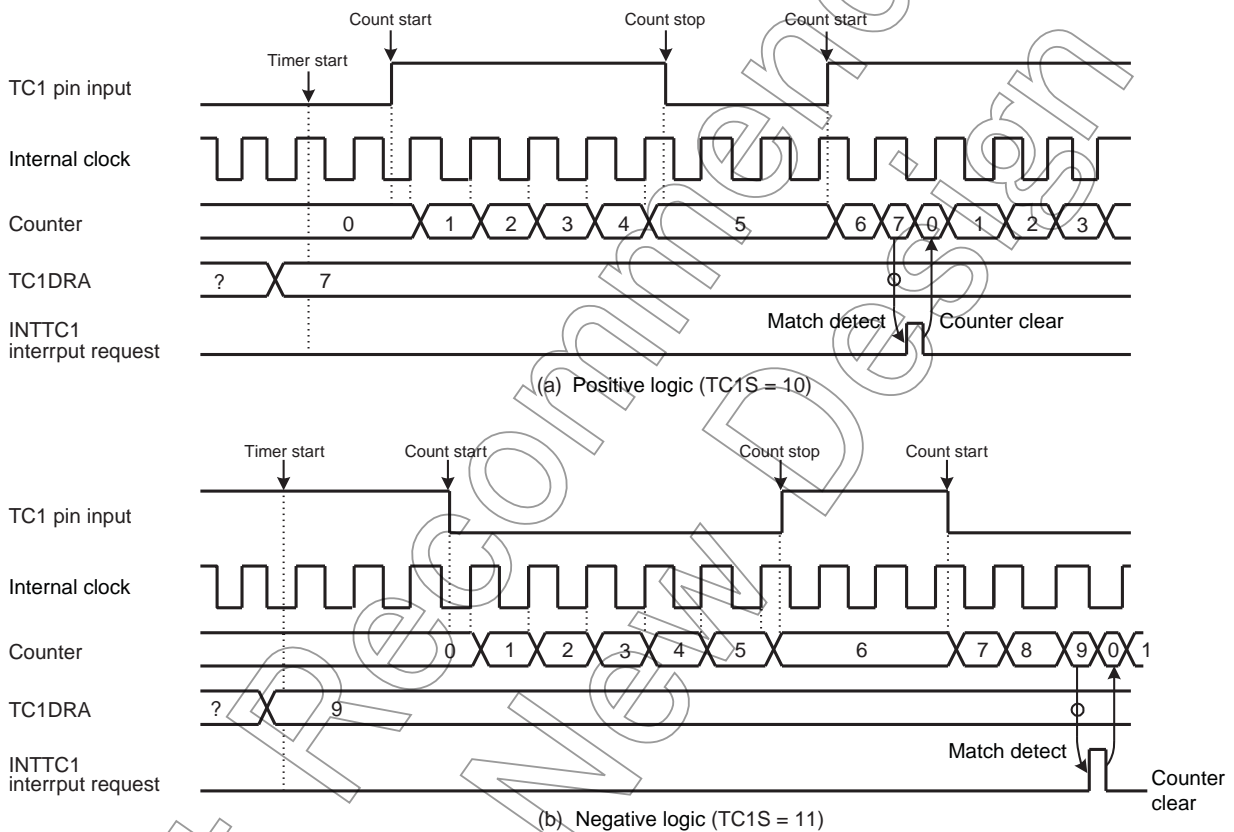 Count start Count stop Count start
Timer start
TC1 pin input
Internal clock
Counter 0 1 2 3 4 5 6 7 0 1 2 3
TC1DRA ? 7
Match detect Counter clear
INTTC1
interrput request
(a) Positive logic (TC1S = 10)
Timer start Count start Count stop Count start
TC1 pin input
Internal clock
Counter 0 1 2 3 4 5 6 7 8 9 0 1
TC1DRA ? 9
Match detect
INTTC1
interrput request
Counter
clear
(b) Negative logic (TC1S = 11)
Recommen
New Design